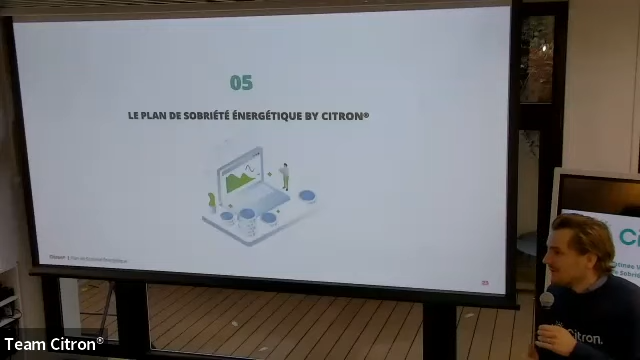 05
LE PLAN DE SOBRIÉTÉ ÉNERGÉTIQUE BY CITRON®
Citron.
Team Citron®